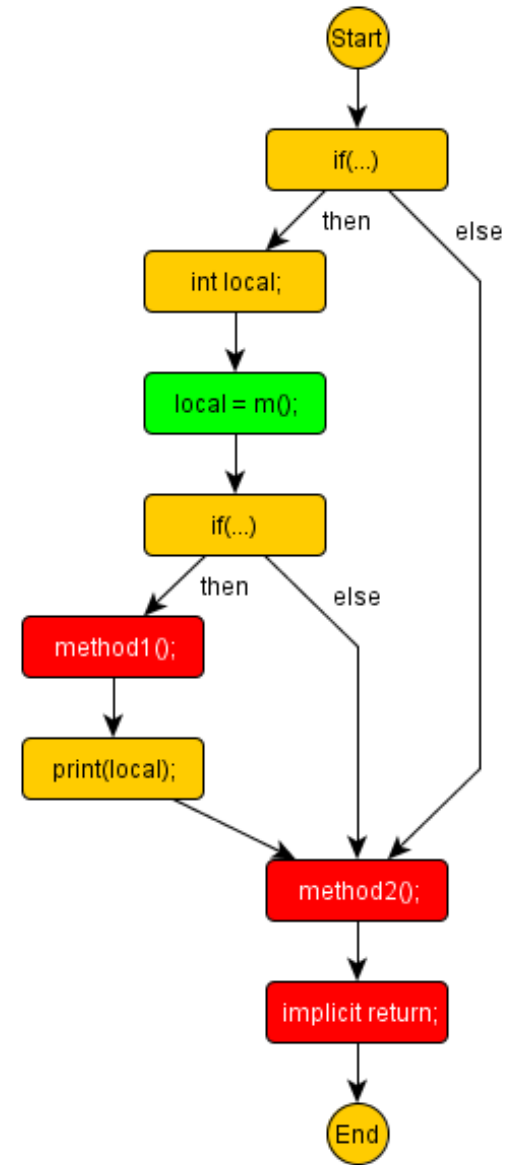 Start
if(...)
then
else
int local;
local = m();
if(...)
then
else
method1();
print(local);
method2();
implicit return;
End